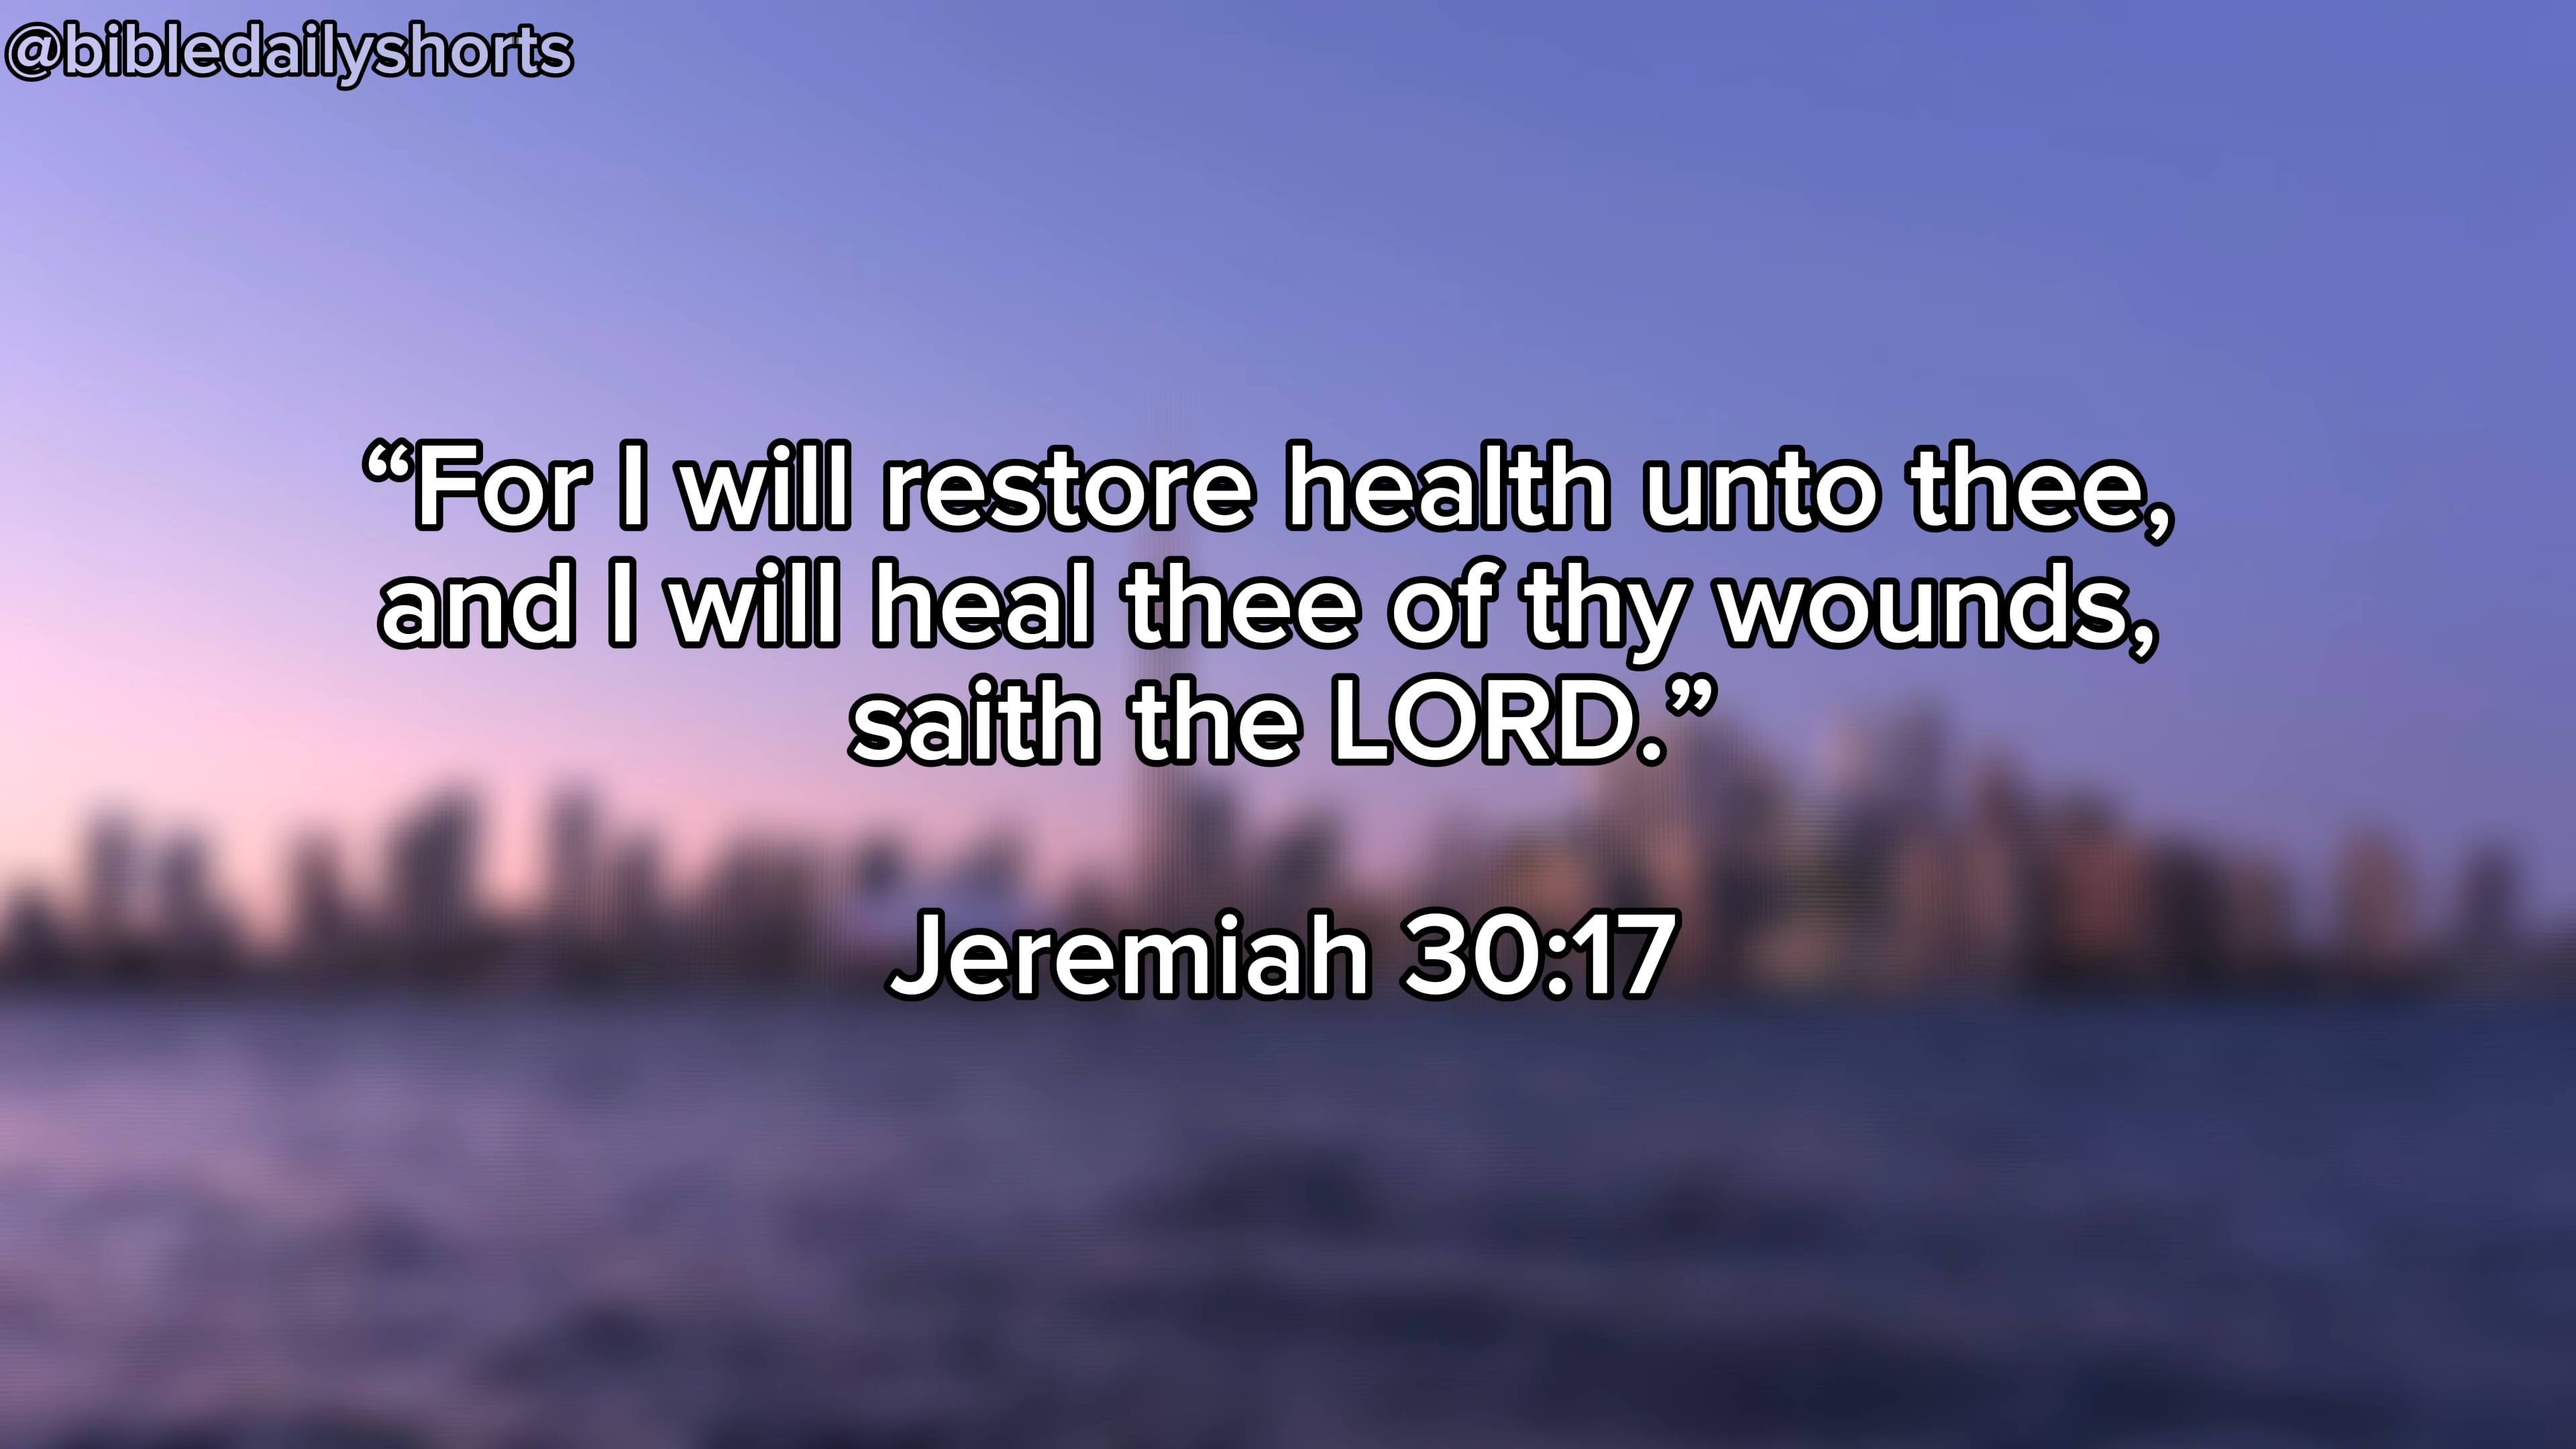 @bibledailyshorts
“For I will restore health unto thee,
and I will heal thee of thy wounds,
saith the LORD.”
Jeremiah 30:17